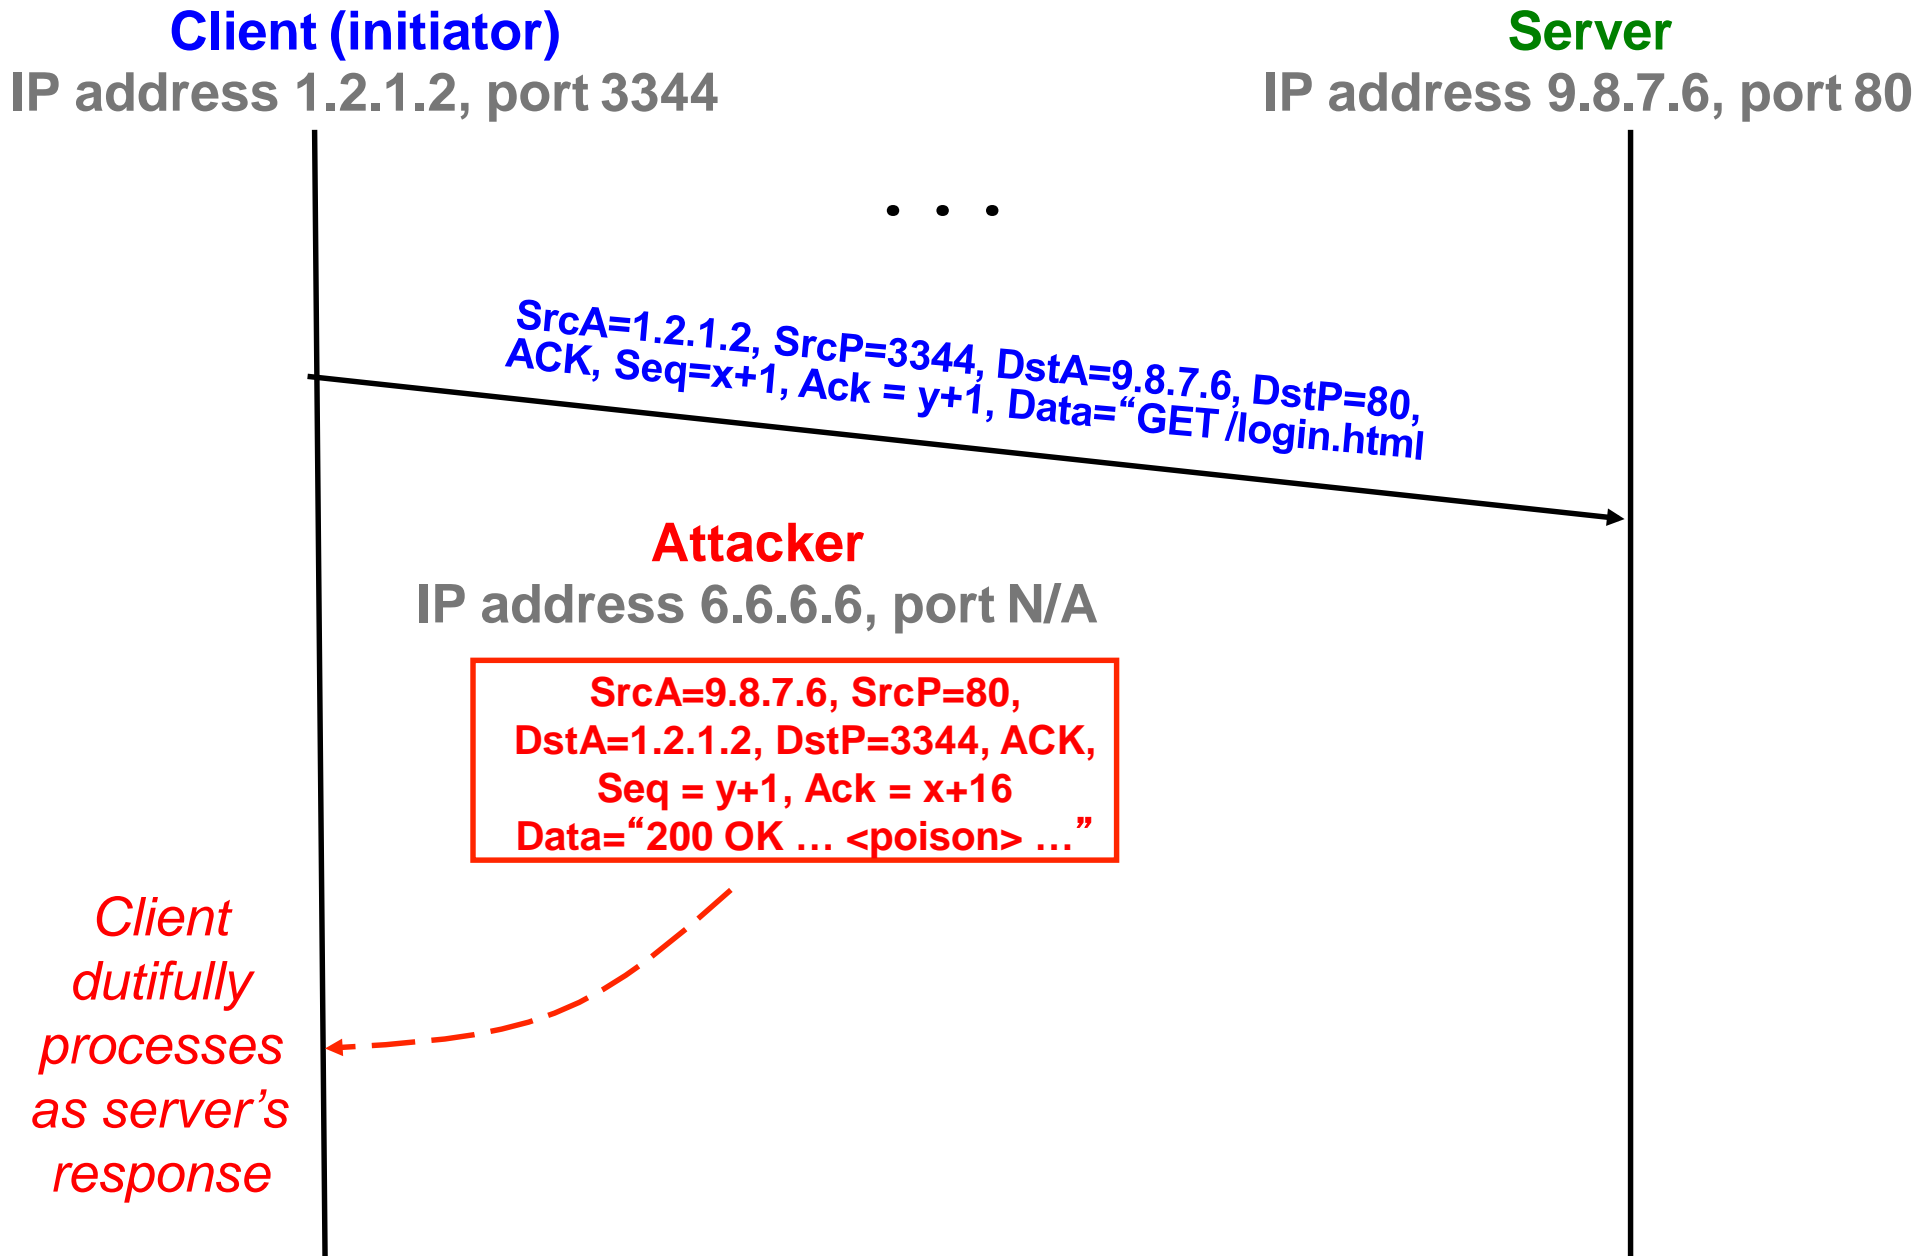 Client (initiator)
IP address 1.2.1.2, port 3344
Server
IP address 9.8.7.6, port 80
. . .
SrcA=1.2.1.2, SrcP=3344, DstA=9.8.7.6, DstP=80,
ACK, Seq=x+1, Ack = y+1, Data=“GET /login.html
Attacker
IP address 6.6.6.6, port N/A
SrcA=9.8.7.6, SrcP=80,
DstA=1.2.1.2, DstP=3344, ACK,
Seq = y+1, Ack = x+16
Data=“200 OK … <poison> …”
Client
dutifully
processes
as server’s
response